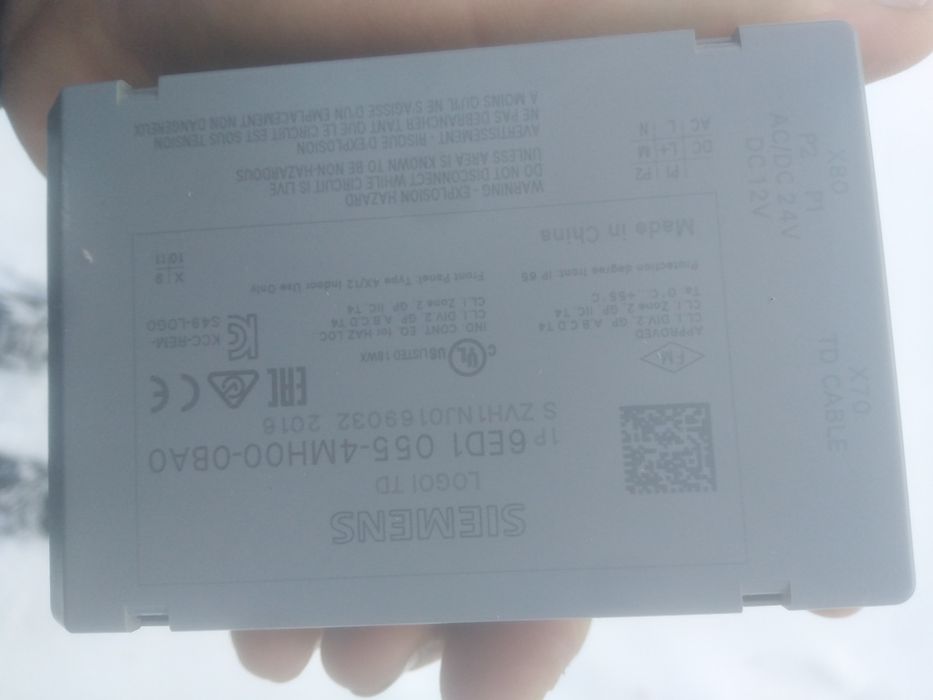 SIEMENS
LOGO! TD
1P 6ED1 055-4MH00-0BA0
S ZVH1NJ0169032 2016
FM
APPROVED
CL.I, DIV.2, GP. A,B,C,D T4
CL.I, Zone 2, GP. IIC, T4
Ta: 0°C...+55°C
Protection degree front: IP 65
Made in China
C UL US LISTED 18WX
IND. CONT. EQ. for HAZ.LOC.
CL.I, DIV.2, GP. A,B,C,D T4
CL.I, Zone 2, GP. IIC, T4
Front Panel: Type 4X/12 Indoor Use Only
EAC
CE
KCC-REM-
S49-LOGO
X 9
10 11
WARNING - EXPLOSION HAZARD
DO NOT DISCONNECT WHILE CIRCUIT IS LIVE
UNLESS AREA IS KNOWN TO BE NON-HAZARDOUS
AVERTISSEMENT - RISQUE D'EXPLOSION
NE PAS DEBRANCHER TANT QUE LE CIRCUIT EST SOUS TENSION
A MOINS QU'IL NE S'AGISSE D'UN EMPLACEMENT NON DANGEREUX
P1 P2
DC L+ M
AC L N
X80
P2 P1
AC/DC 24V
DC 12V
X70
TD CABLE